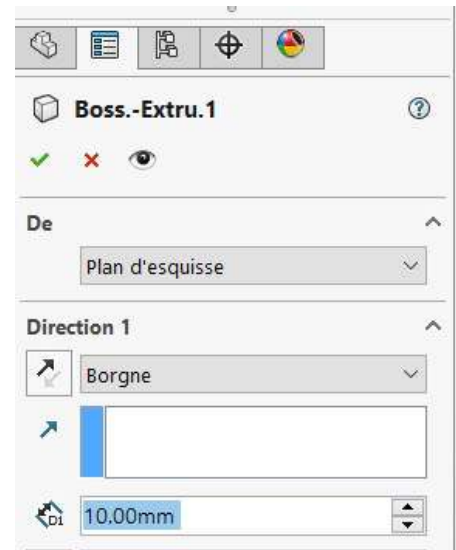 Boss.-Extru.1
De
Plan d'esquisse
Direction 1
Borgne
D1
10.00mm